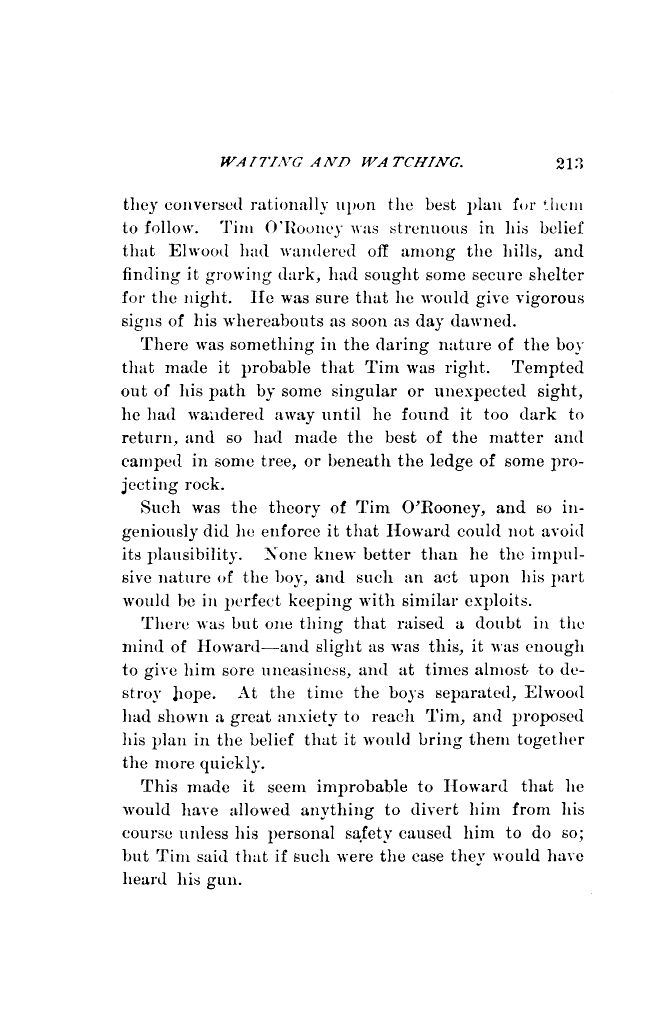 WAITING AND WATCHING. 213
they conversed rationally upon the best plan for them
to follow. Tim O'Rooney was strenuous in his belief
that Elwood had wandered off among the hills, and
finding it growing dark, had sought some secure shelter
for the night. He was sure that he would give vigorous
signs of his whereabouts as soon as day dawned.
There was something in the daring nature of the boy
that made it probable that Tim was right. Tempted
out of his path by some singular or unexpected sight,
he had wandered away until he found it too dark to
return, and so had made the best of the matter and
camped in some tree, or beneath the ledge of some pro-
jecting rock.
Such was the theory of Tim O'Rooney, and so in-
geniously did he enforce it that Howard could not avoid
its plausibility. None knew better than he the impul-
sive nature of the boy, and such an act upon his part
would be in perfect keeping with similar exploits.
There was but one thing that raised a doubt in the
mind of Howard—and slight as was this, it was enough
to give him sore uneasiness, and at times almost to de-
stroy hope. At the time the boys separated, Elwood
had shown a great anxiety to reach Tim, and proposed
his plan in the belief that it would bring them together
the more quickly.
This made it seem improbable to Howard that he
would have allowed anything to divert him from his
course unless his personal safety caused him to do so;
but Tim said that if such were the case they would have
heard his gun.